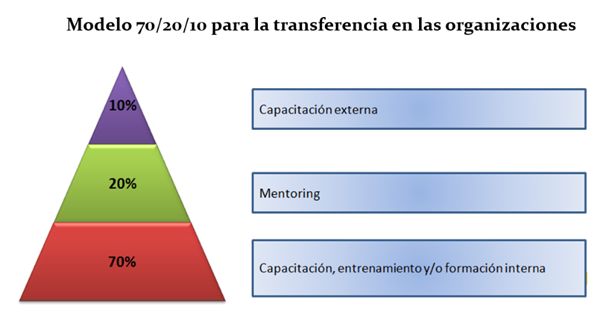 Modelo 70/20/10 para la transferencia en las organizaciones
10%
Capacitación externa
20%
Mentoring
70%
Capacitación, entrenamiento y/o formación interna